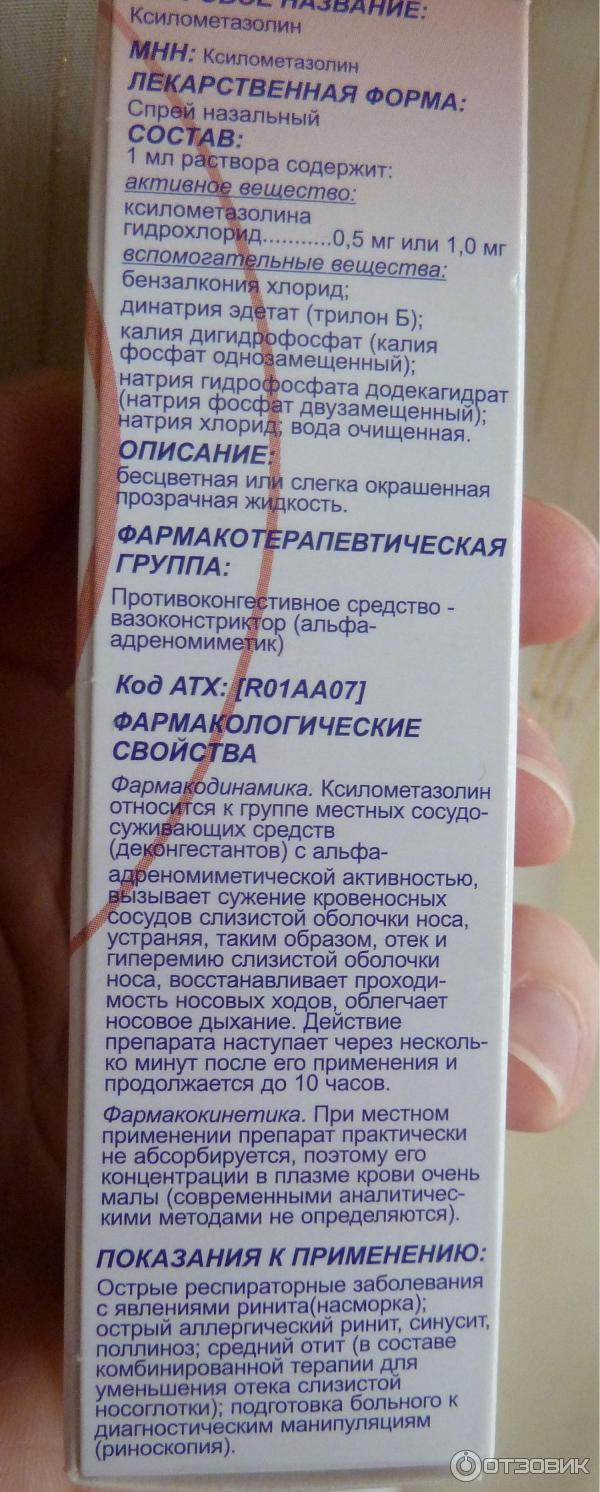 НАЗВАНИЕ:
Ксилометазолин
МНН: Ксилометазолин
ЛЕКАРСТВЕННАЯ ФОРМА:
Спрей назальный
СОСТАВ:
1 мл раствора содержит:
активное вещество:
ксилометазолина
гидрохлорид...........0,5 мг или 1,0 мг
вспомогательные вещества:
бензалкония хлорид;
динатрия эдетат (трилон Б);
калия дигидрофосфат (калия
фосфат однозамещенный);
натрия гидрофосфата додекагидрат
(натрия фосфат двузамещенный);
натрия хлорид; вода очищенная.
ОПИСАНИЕ:
бесцветная или слегка окрашенная
прозрачная жидкость.
ФАРМАКОТЕРАПЕВТИЧЕСКАЯ
ГРУППА:
Противоконгестивное средство -
вазоконстриктор (альфа-
адреномиметик)
Код АТХ: [R01AA07]
ФАРМАКОЛОГИЧЕСКИЕ
СВОЙСТВА
Фармакодинамика. Ксилометазолин
относится к группе местных сосудо-
суживающих средств
(деконгестантов) с альфа-
адреномиметической активностью,
вызывает сужение кровеносных
сосудов слизистой оболочки носа,
устраняя, таким образом, отек и
гиперемию слизистой оболочки
носа, восстанавливает проходи-
мость носовых ходов, облегчает
носовое дыхание. Действие
препарата наступает через несколь-
ко минут после его применения и
продолжается до 10 часов.
Фармакокинетика. При местном
применении препарат практически
не абсорбируется, поэтому его
концентрации в плазме крови очень
малы (современными аналитичес-
кими методами не определяются).
ПОКАЗАНИЯ К ПРИМЕНЕНИЮ:
Острые респираторные заболевания
с явлениями ринита(насморка);
острый аллергический ринит, синусит,
поллиноз; средний отит (в составе
комбинированной терапии для
уменьшения отека слизистой
носоглотки); подготовка больного к
диагностическим манипуляциям
(риноскопия).
ОТЗОВИК